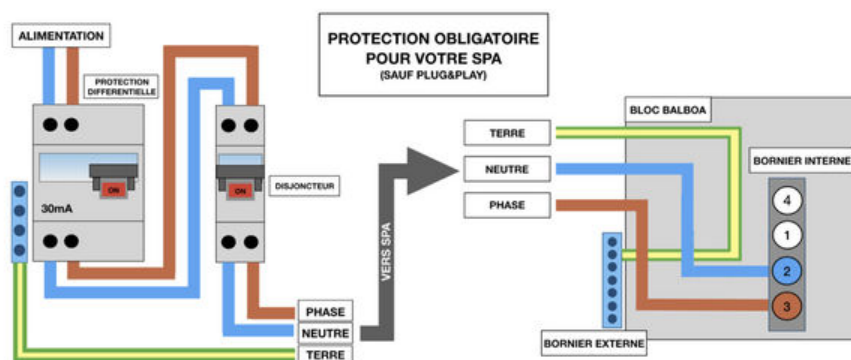 ALIMENTATION
PROTECTION
DIFFERENTIELLE
ON
30mA
ON
DISJONCTEUR
PHASE
NEUTRE
TERRE
PROTECTION OBLIGATOIRE
POUR VOTRE SPA
(SAUF PLUG&PLAY)
VERS SPA
TERRE
NEUTRE
PHASE
BLOC BALBOA
BORNIER INTERNE
4
1
2
3
BORNIER EXTERNE